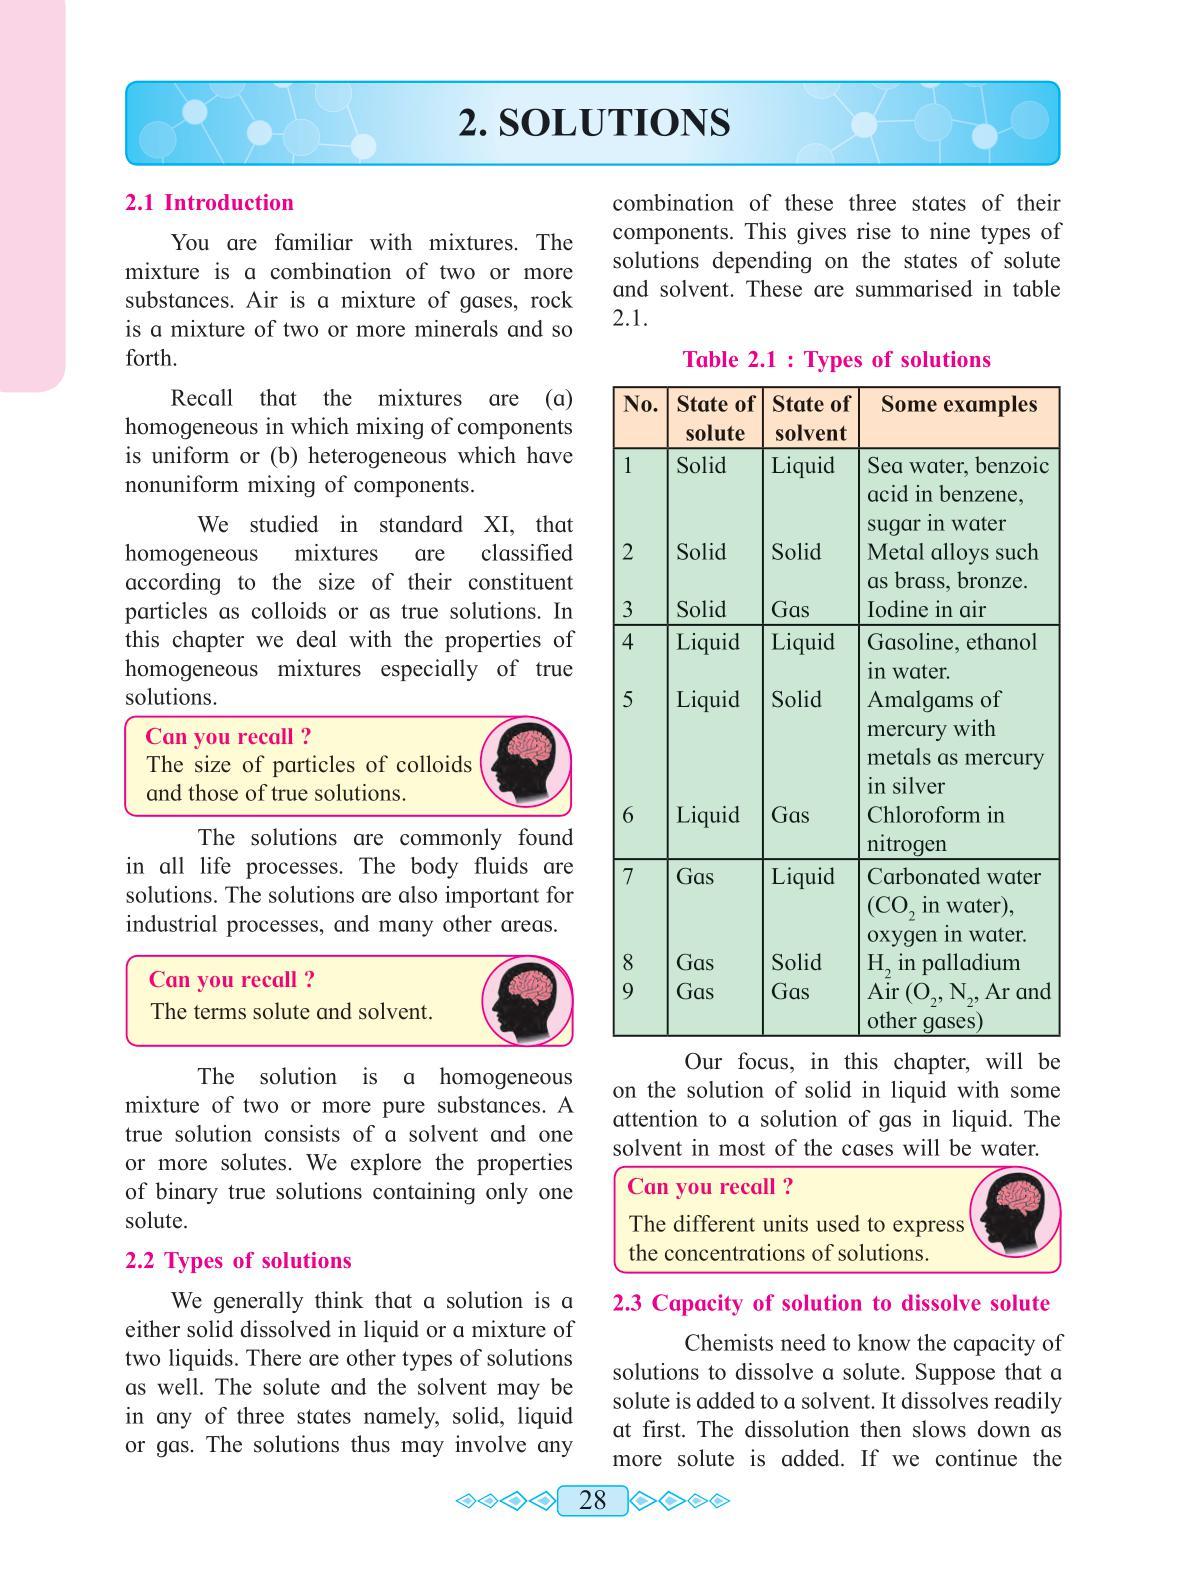 2. SOLUTIONS
2.1 Introduction
You are familiar with mixtures. The
mixture is a combination of two or more
substances. Air is a mixture of gases, rock
is a mixture of two or more minerals and so
forth.
Recall that the mixtures are (a)
homogeneous in which mixing of components
is uniform or (b) heterogeneous which have
nonuniform mixing of components.
We studied in standard XI, that
homogeneous mixtures are classified
according to the size of their constituent
particles as colloids or as true solutions. In
this chapter we deal with the properties of
homogeneous mixtures especially of true
solutions.
Can you recall ?
The size of particles of colloids
and those of true solutions.
The solutions are commonly found
in all life processes. The body fluids are
solutions. The solutions are also important for
industrial processes, and many other areas.
Can you recall ?
The terms solute and solvent.
The solution is a homogeneous
mixture of two or more pure substances. A
true solution consists of a solvent and one
or more solutes. We explore the properties
of binary true solutions containing only one
solute.
2.2 Types of solutions
We generally think that a solution is a
either solid dissolved in liquid or a mixture of
two liquids. There are other types of solutions
as well. The solute and the solvent may be
in any of three states namely, solid, liquid
or gas. The solutions thus may involve any
combination of these three states of their
components. This gives rise to nine types of
solutions depending on the states of solute
and solvent. These are summarised in table
2.1.
Table 2.1 : Types of solutions
No. State of State of Some examples
solute solvent
1 Solid Liquid Sea water, benzoic
acid in benzene,
sugar in water
2 Solid Solid Metal alloys such
as brass, bronze.
3 Solid Gas Iodine in air
4 Liquid Liquid Gasoline, ethanol
in water.
5 Liquid Solid Amalgams of
mercury with
metals as mercury
in silver
6 Liquid Gas Chloroform in
nitrogen
7 Gas Liquid Carbonated water
(CO2 in water),
oxygen in water.
8 Gas Solid H2 in palladium
9 Gas Gas Air (O2, N2, Ar and
other gases)
Our focus, in this chapter, will be
on the solution of solid in liquid with some
attention to a solution of gas in liquid. The
solvent in most of the cases will be water.
Can you recall ?
The different units used to express
the concentrations of solutions.
2.3 Capacity of solution to dissolve solute
Chemists need to know the capacity of
solutions to dissolve a solute. Suppose that a
solute is added to a solvent. It dissolves readily
at first. The dissolution then slows down as
more solute is added. If we continue the
28